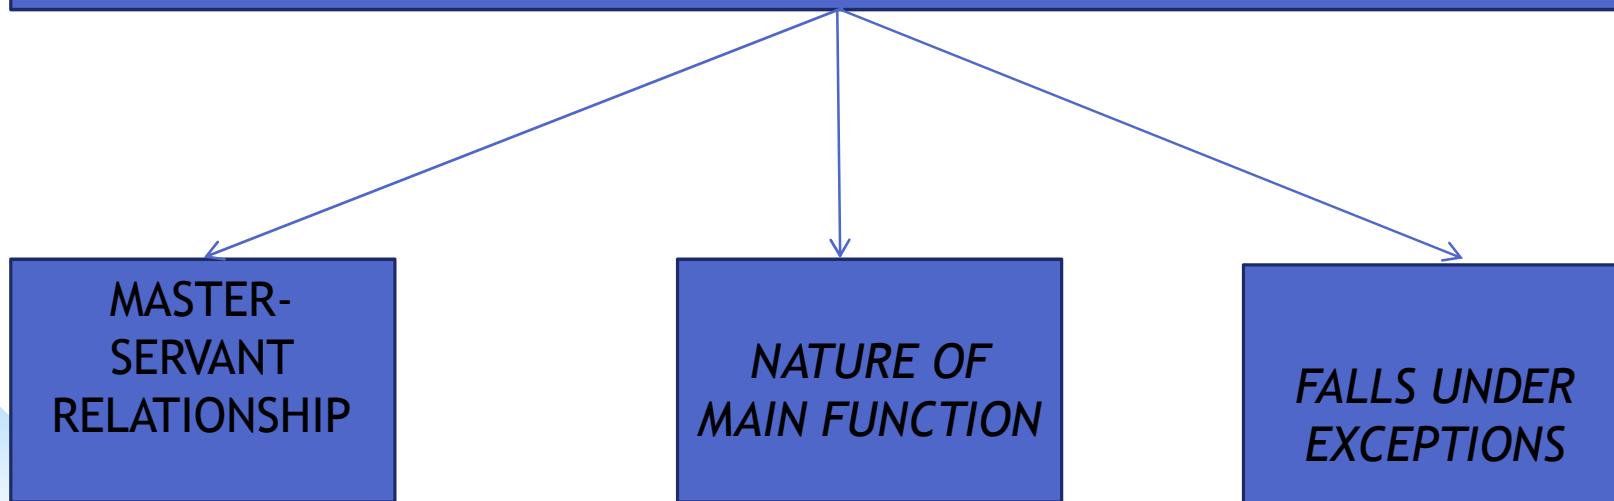 MASTER-
SERVANT
RELATIONSHIP
NATURE OF
MAIN FUNCTION
FALLS UNDER
EXCEPTIONS